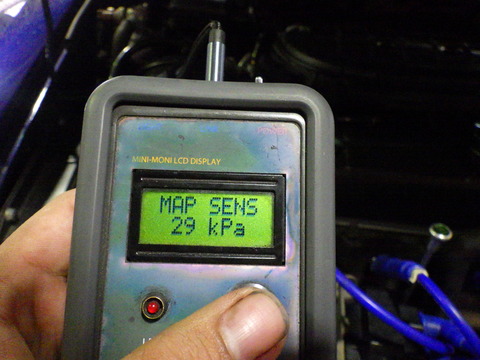 MINI-MONI LCD DISPLAY
MAP SENS
29 kPa